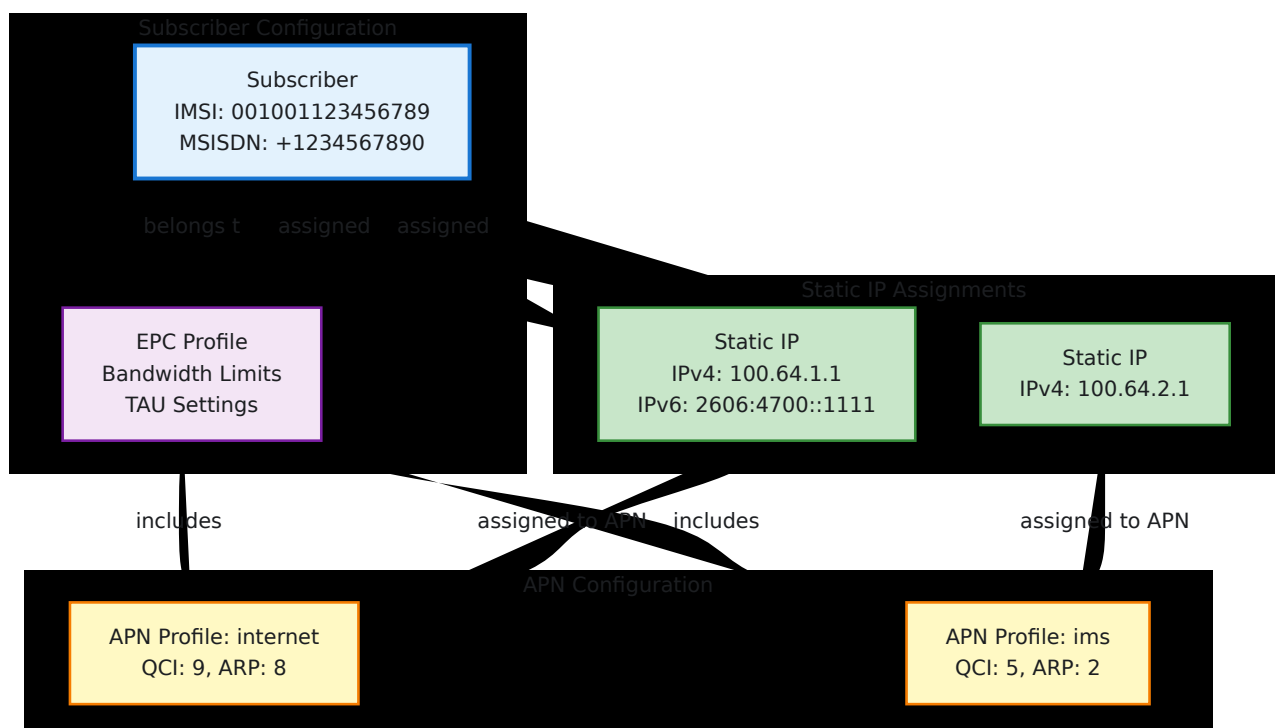 Subscriber Configuration
Subscriber
IMSI: 001001123456789
MSISDN: +1234567890
belongs t
assigned
assigned
Static IP Assignments
EPC Profile
Bandwidth Limits
TAU Settings
Static IP
IPv4: 100.64.1.1
IPv6: 2606:4700::1111
Static IP
IPv4: 100.64.2.1
includes
assigned to APN
includes
assigned to APN
APN Configuration
APN Profile: internet
QCI: 9, ARP: 8
APN Profile: ims
QCI: 5, ARP: 2